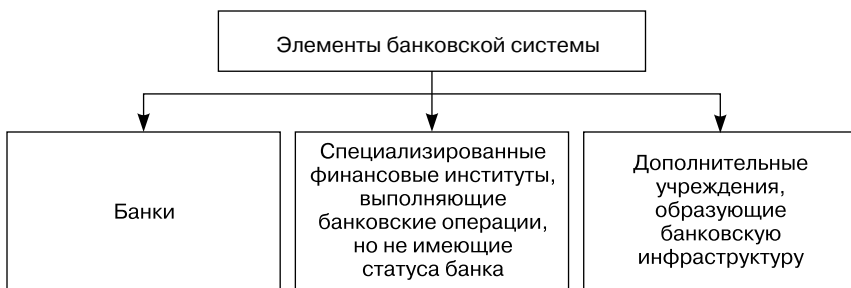 Элементы банковской системы
Банки
Специализированные
финансовые институты,
выполняющие
банковские операции,
но не имеющие
статуса банка
Дополнительные
учреждения,
образующие
банковскую
инфраструктуру